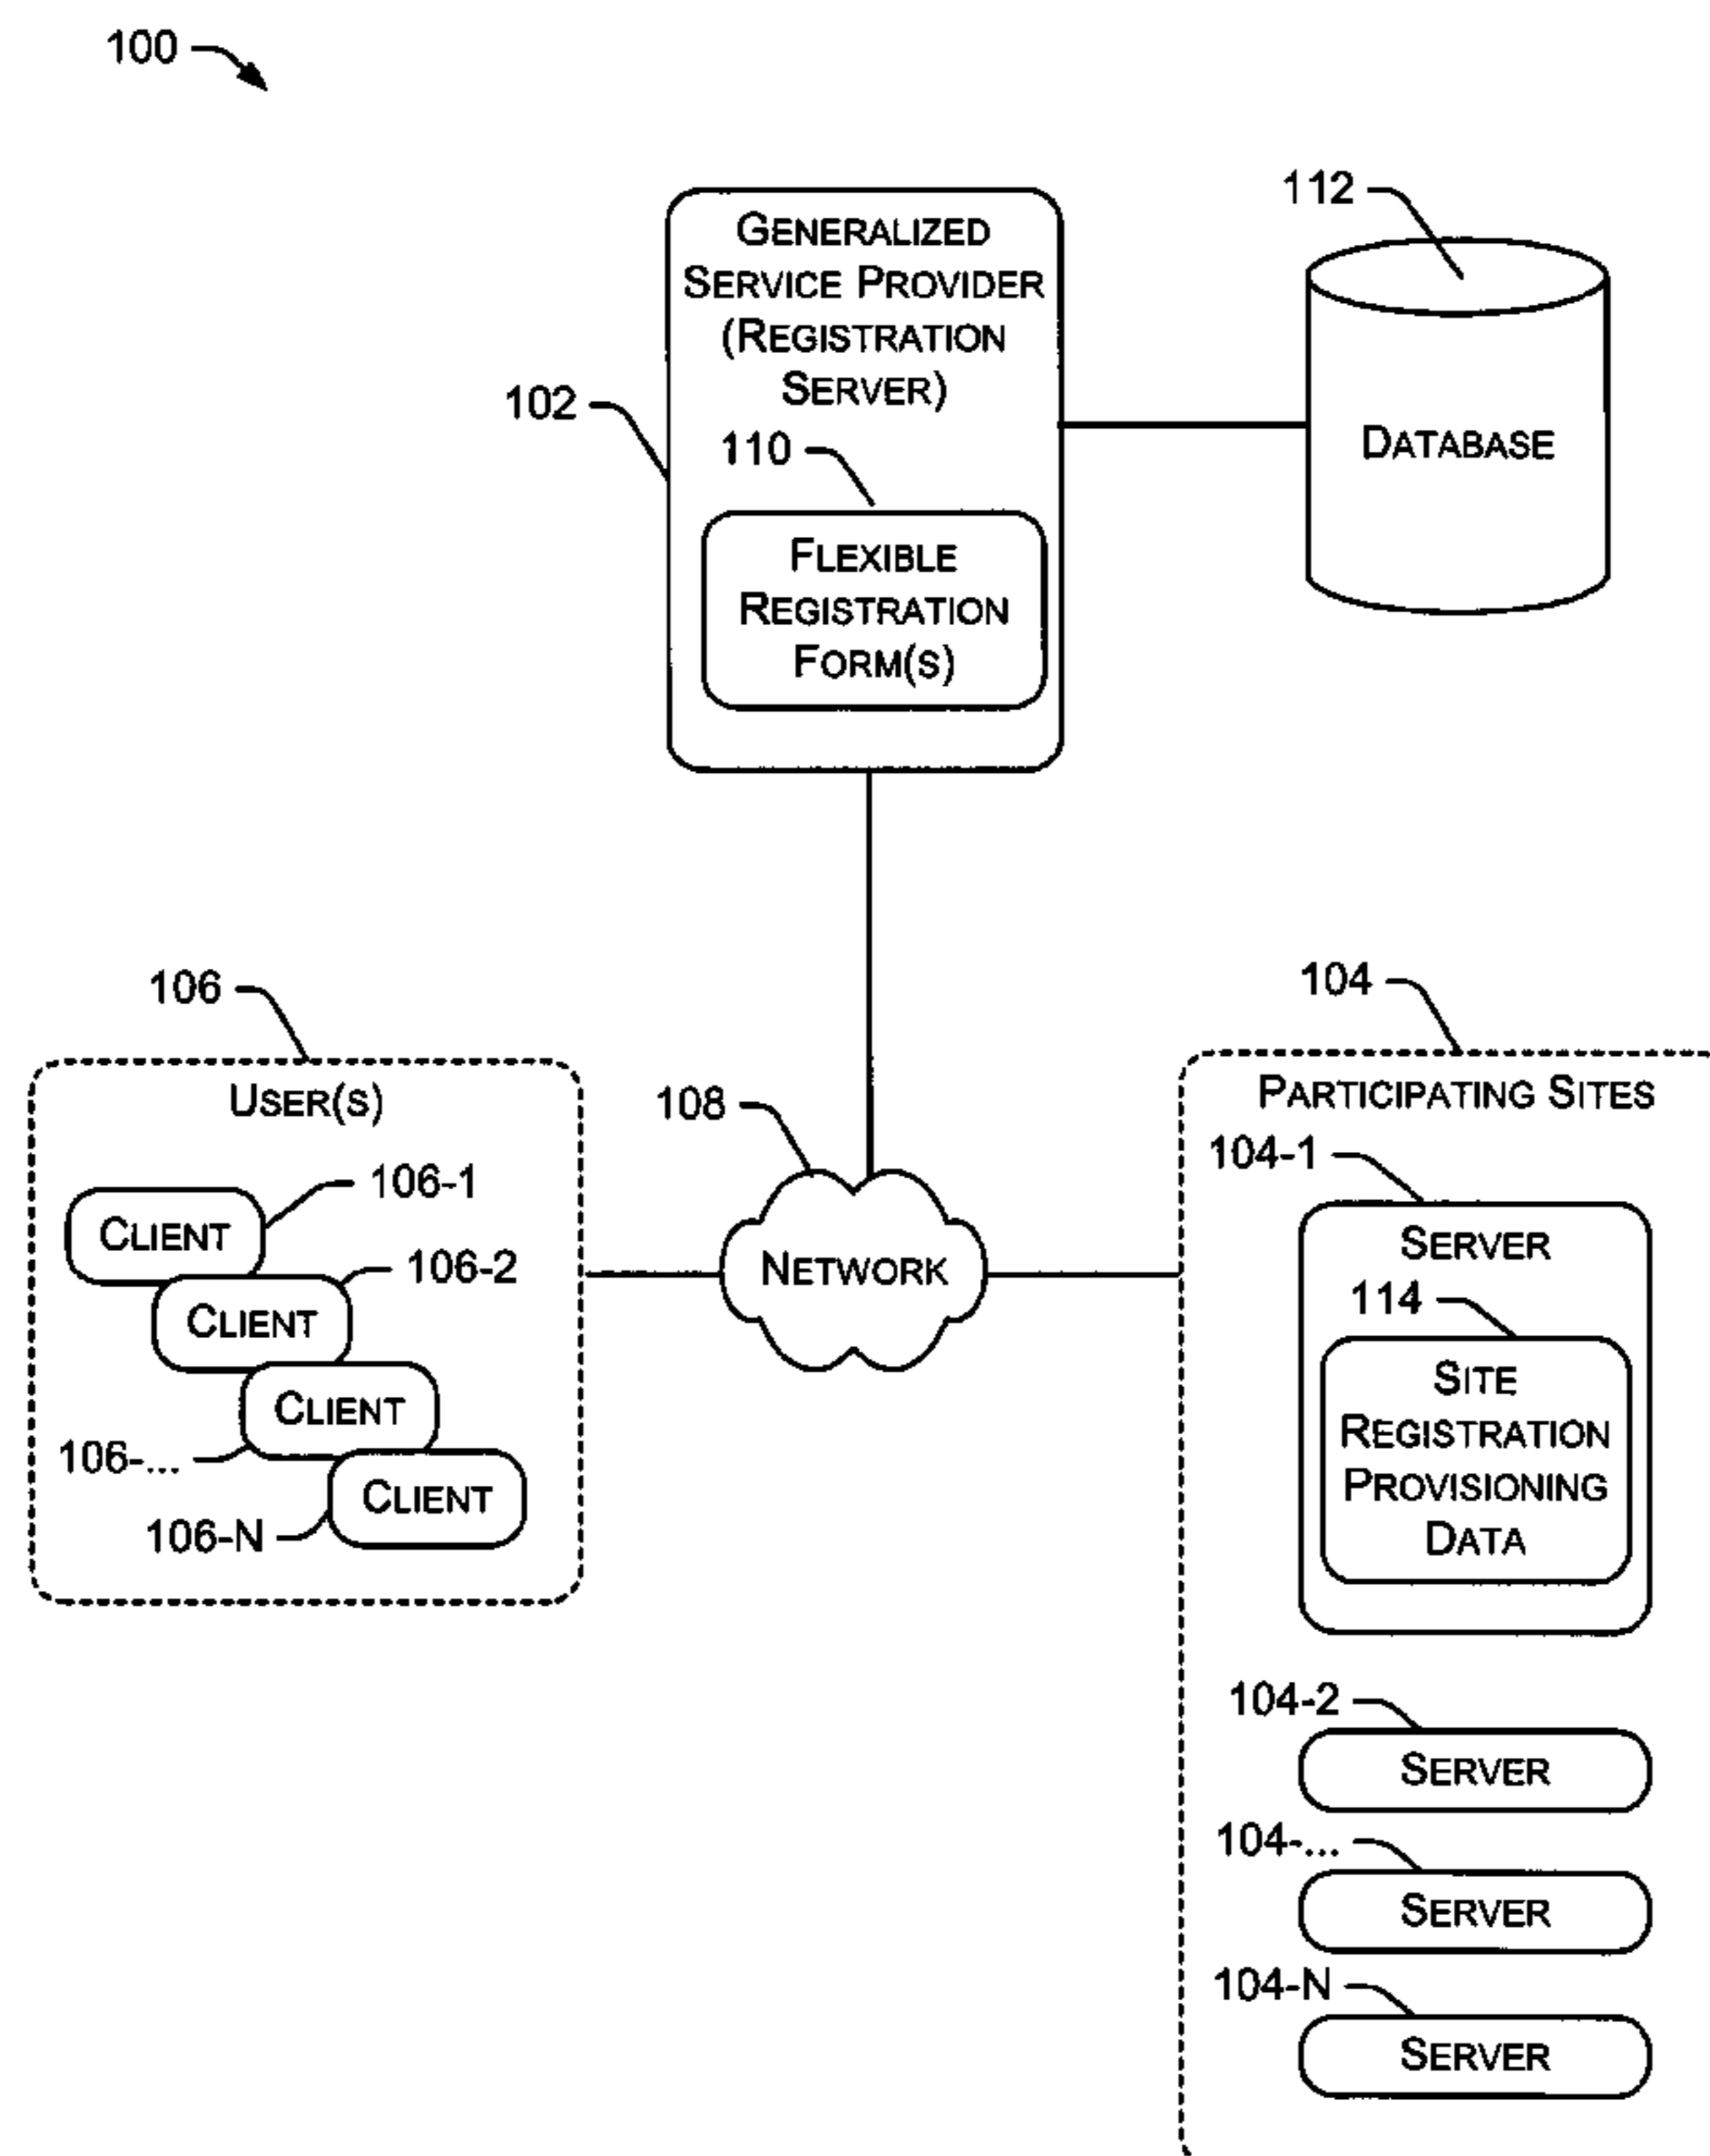 100
GENERALIZED
SERVICE PROVIDER
(REGISTRATION
SERVER)
102
110
FLEXIBLE
REGISTRATION
FORM(S)
112
DATABASE
106
USER(S)
106-1
CLIENT
106-2
CLIENT
CLIENT
106-...
CLIENT
106-N
108
NETWORK
104
PARTICIPATING SITES
104-1
SERVER
114
SITE
REGISTRATION
PROVISIONING
DATA
104-2
SERVER
104-...
SERVER
104-N
SERVER